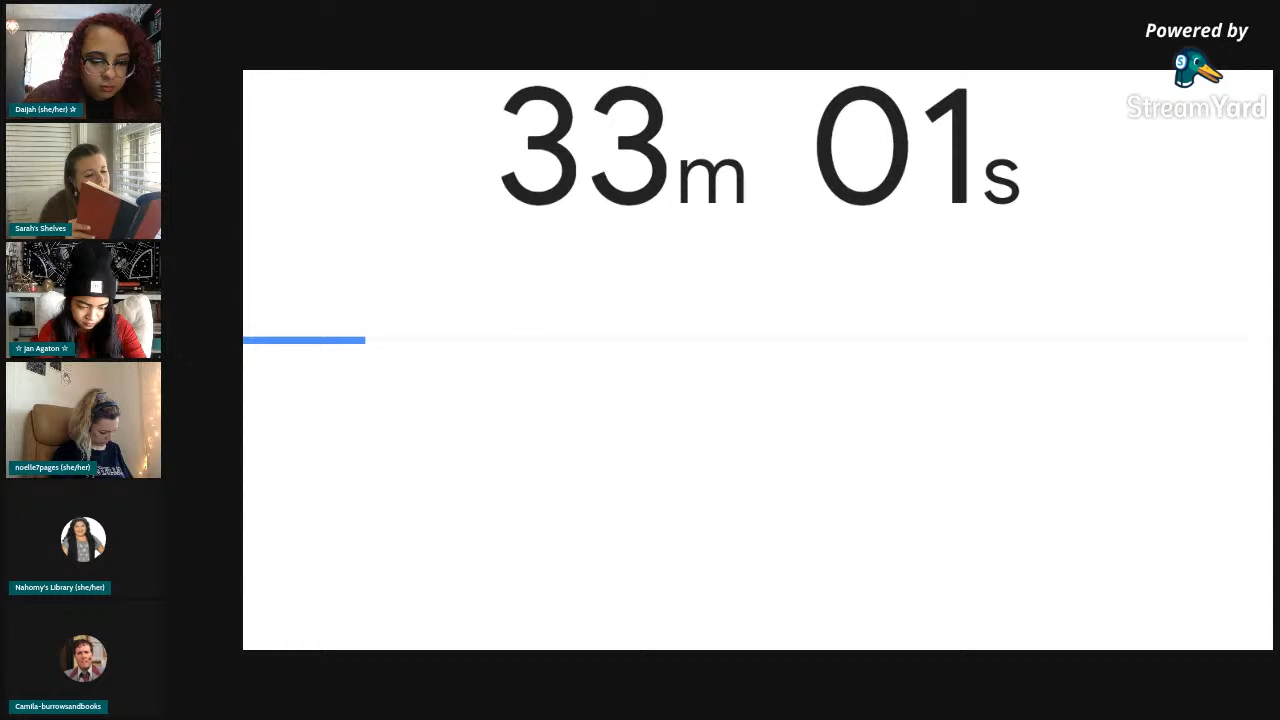 Powered by
StreamYard
33m 01s
Daijah (she/her) ☆
Sarah's Shelves
☆ Jan Agaton ☆
noelle7pages (she/her)
Nahomy's Library (she/her)
Camila-burrowsandbooks